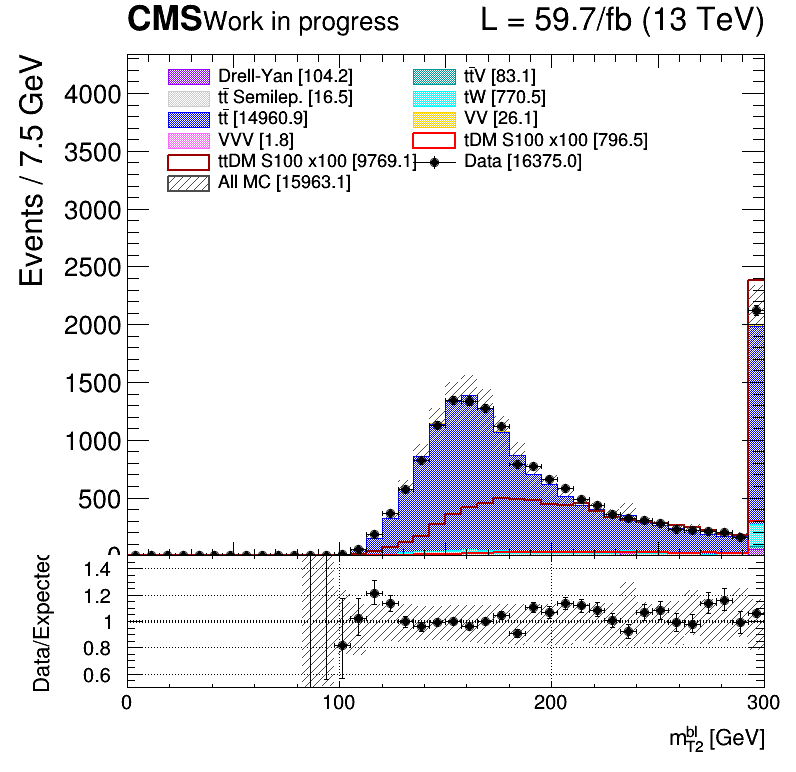 CMS Work in progress L = 59.7/fb (13 TeV)
Events / 7.5 GeV
4000
3500
3000
2500
2000
1500
1000
500
0
Drell-Yan [104.2] tt̄V [83.1]
tt̄ Semilep. [16.5] tW [770.5]
tt̄ [14960.9] VV [26.1]
VVV [1.8] tDM S100 x100 [796.5]
ttDM S100 x100 [9769.1] Data [16375.0]
All MC [15963.1]
Data/Expected
1.4
1.2
1
0.8
0.6
0 100 200 300
m_{T2}^{bl} [GeV]